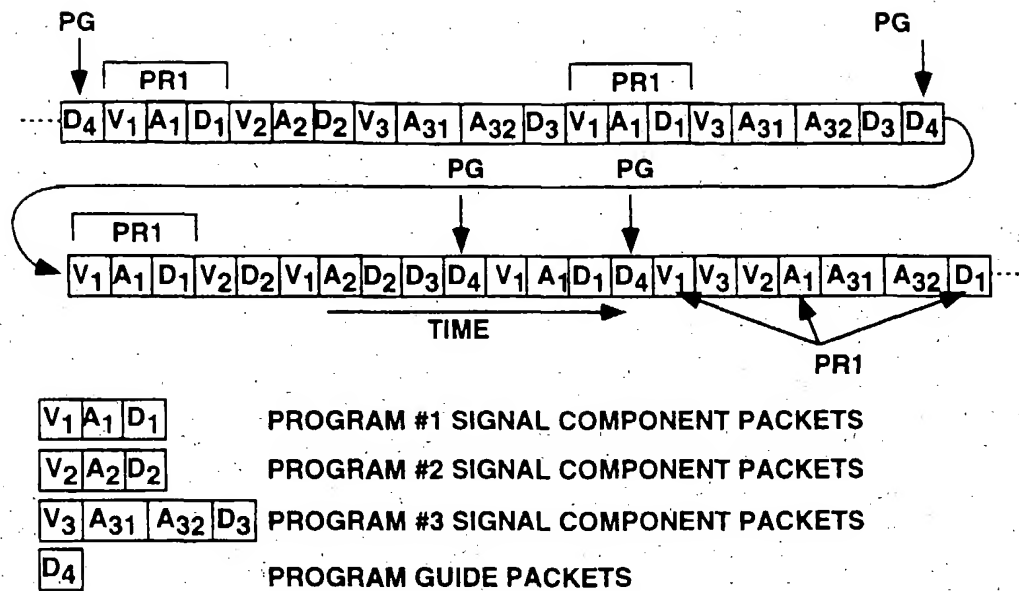 PG PG
PR1 PR1
D4 V1 A1 D1 V2 A2 D2 V3 A31 A32 D3 V1 A1 D1 V3 A31 A32 D3 D4
PG PG
PR1
V1 A1 D1 V2 D2 V1 A2 D2 D3 D4 V1 A1 D1 D4 V1 V3 V2 A1 A31 A32 D1
TIME
PR1
V1 A1 D1 PROGRAM #1 SIGNAL COMPONENT PACKETS
V2 A2 D2 PROGRAM #2 SIGNAL COMPONENT PACKETS
V3 A31 A32 D3 PROGRAM #3 SIGNAL COMPONENT PACKETS
D4 PROGRAM GUIDE PACKETS